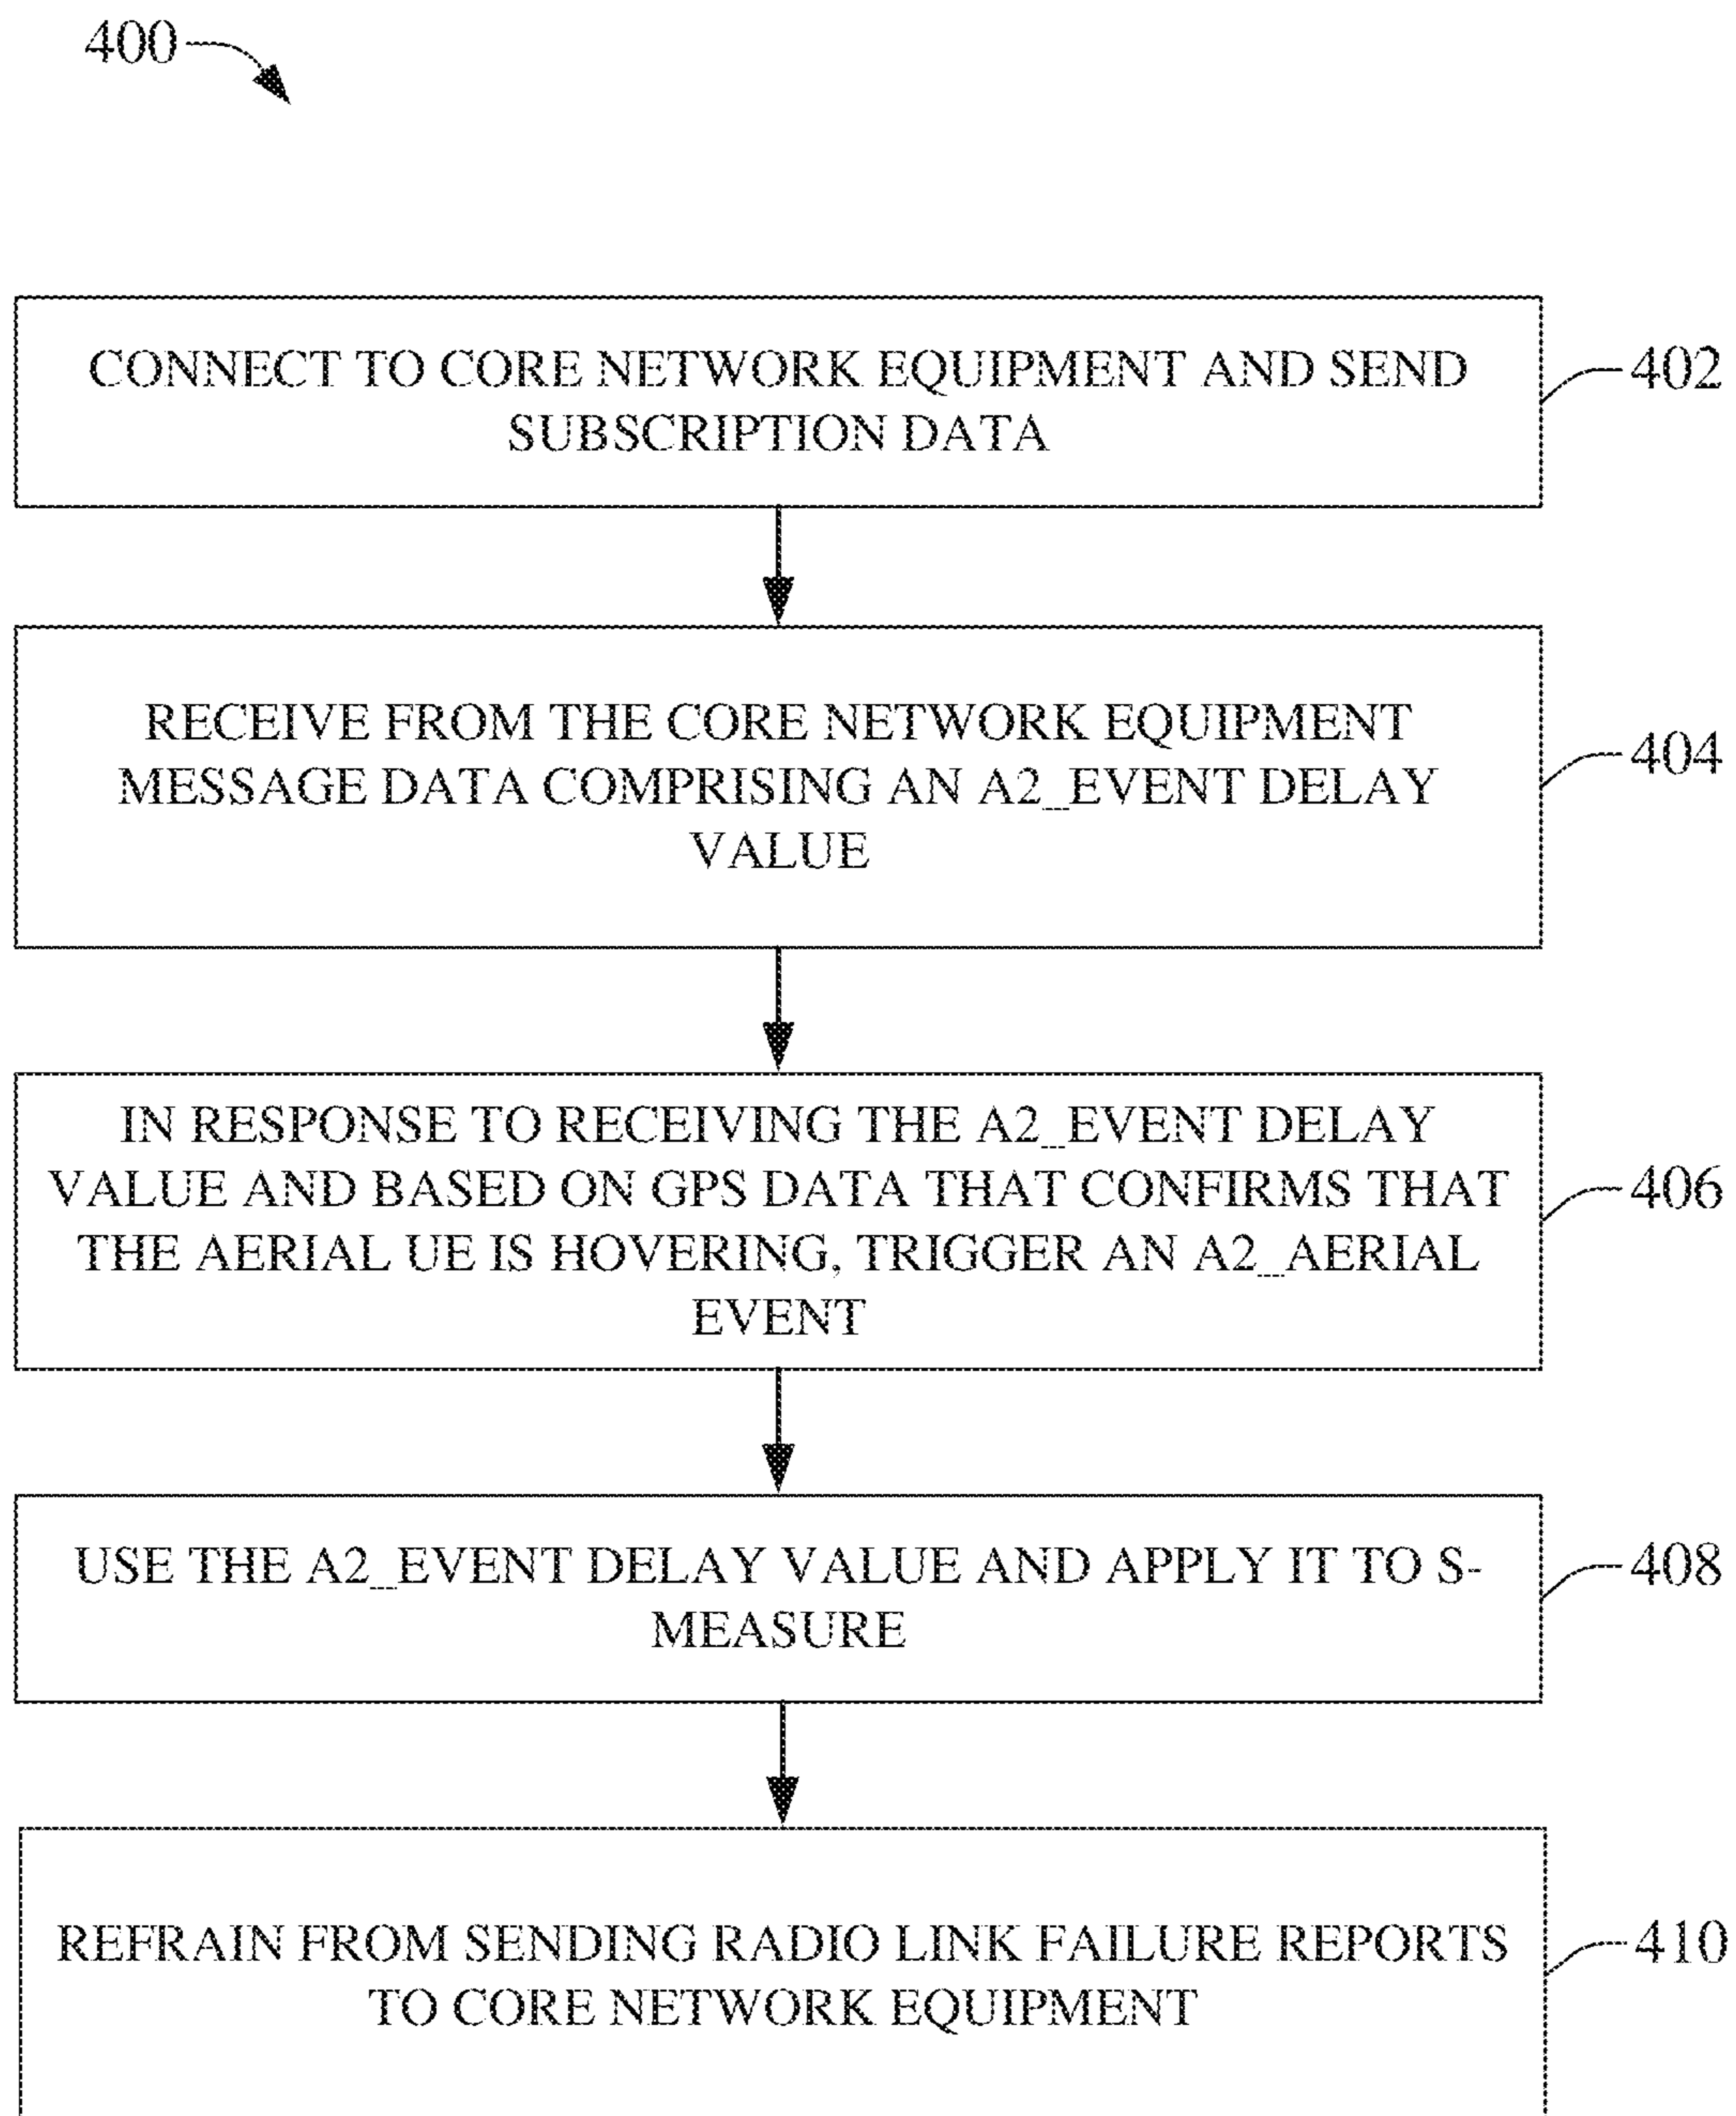 400
CONNECT TO CORE NETWORK EQUIPMENT AND SEND
SUBSCRIPTION DATA
402
RECEIVE FROM THE CORE NETWORK EQUIPMENT
MESSAGE DATA COMPRISING AN A2_EVENT DELAY
VALUE
404
IN RESPONSE TO RECEIVING THE A2_EVENT DELAY
VALUE AND BASED ON GPS DATA THAT CONFIRMS THAT
THE AERIAL UE IS HOVERING, TRIGGER AN A2_AERIAL
EVENT
406
USE THE A2_EVENT DELAY VALUE AND APPLY IT TO S-
MEASURE
408
REFRAIN FROM SENDING RADIO LINK FAILURE REPORTS
TO CORE NETWORK EQUIPMENT
410